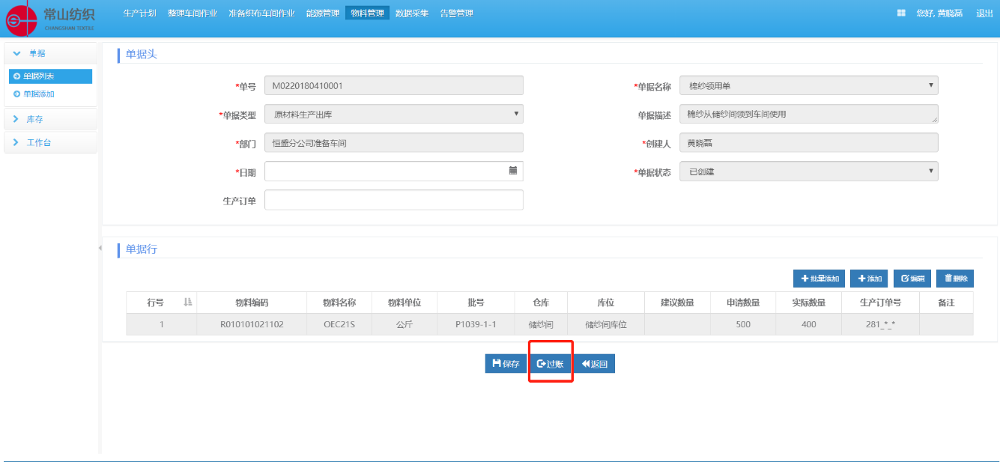 常山纺织
CHANGSHAN TEXTILE
生产计划 整理车间作业 准备织布车间作业 能源管理 物料管理 数据采集 告警管理 您好, 黄晓磊 退出
单据
单据列表
单据添加
库存
工作台
单据头
*单号 M0220180410001 *单据名称 棉纱领用单
*单据类型 原材料生产出库 单据描述 棉纱从储纱间领到车间使用
*部门 恒盛分公司准备车间 *创建人 黄晓磊
*日期 *单据状态 已创建
生产订单
单据行
批量添加 添加 编辑 删除
行号 物料编码 物料名称 物料单位 批号 仓库 库位 建议数量 申请数量 实际数量 生产订单号 备注
1 R010101021102 OEC21S 公斤 P1039-1-1 储纱间 储纱间库位 500 400 281_*_*
保存 过账 返回